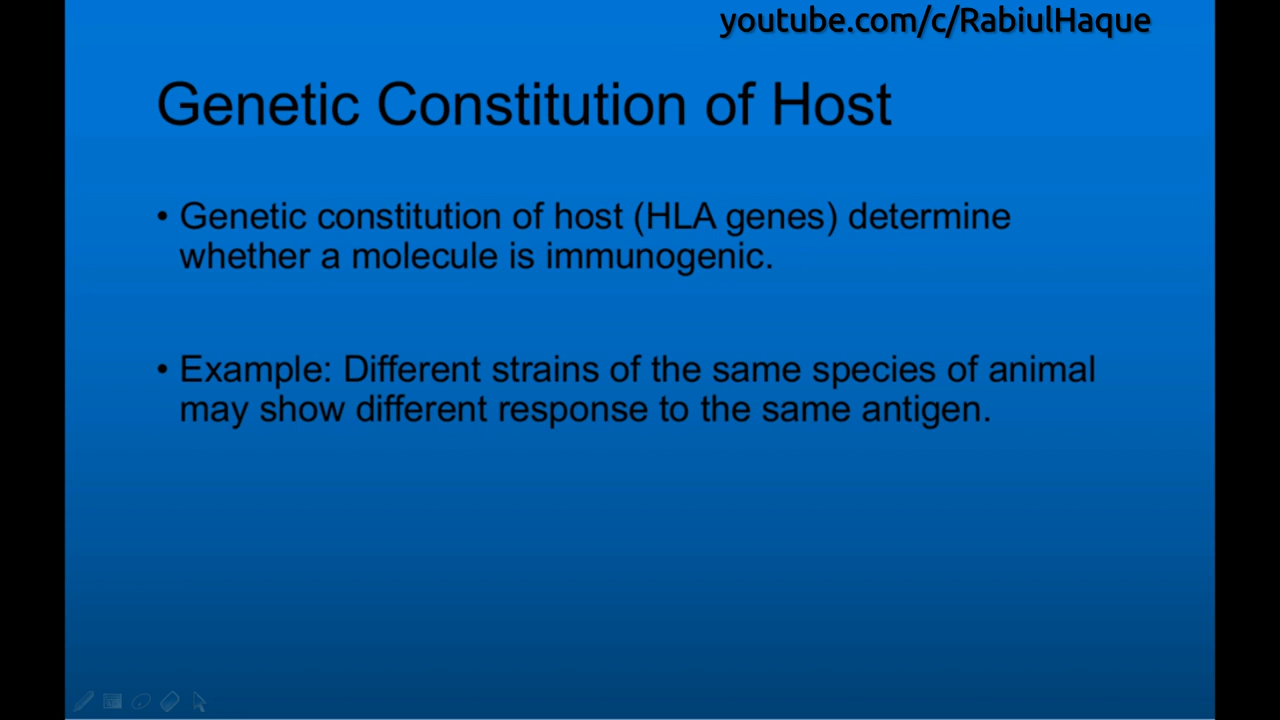 youtube.com/c/RabiulHaque
Genetic Constitution of Host
• Genetic constitution of host (HLA genes) determine
whether a molecule is immunogenic.
• Example: Different strains of the same species of animal
may show different response to the same antigen.